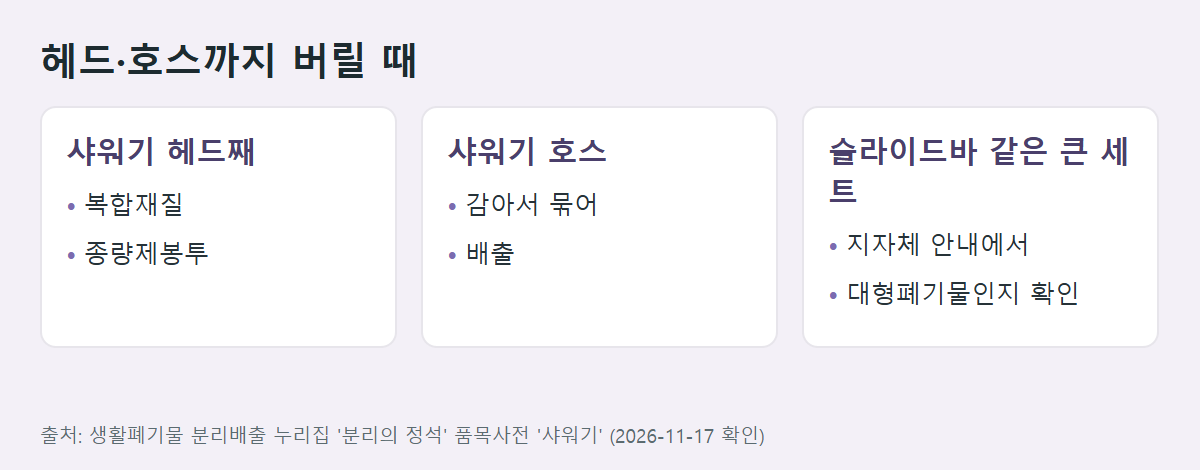 헤드·호스까지 버릴 때
샤워기 헤드째
• 복합재질
• 종량제봉투
샤워기 호스
• 감아서 묶어
• 배출
슬라이드바 같은 큰 세
트
• 지자체 안내에서
• 대형폐기물인지 확인
출처: 생활폐기물 분리배출 누리집 '분리의 정석' 품목사전 '샤워기' (2026-11-17 확인)